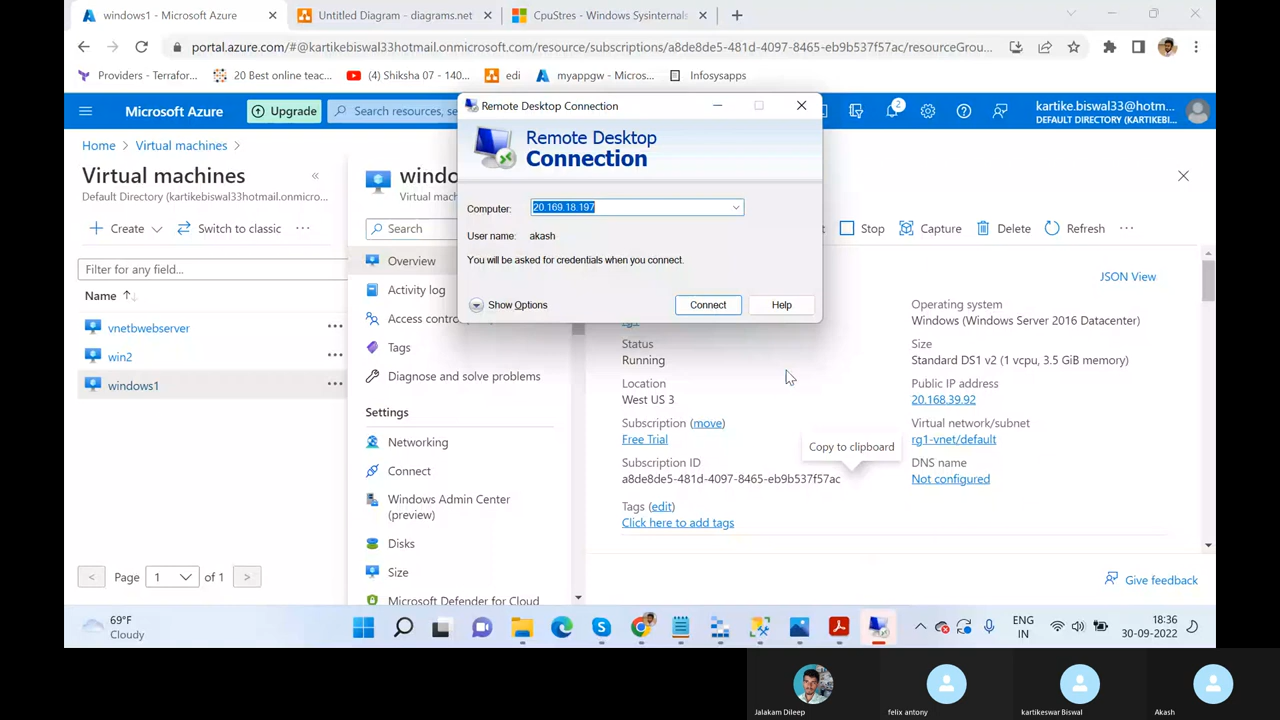 windows1 - Microsoft Azure
Untitled Diagram – diagrams.net
CpuStres - Windows Sysinternals
portal.azure.com/#@kartikebiswal33hotmail.onmicrosoft.com/resource/subscriptions/a8de8de5-481d-4097-8465-eb9b537f57ac/resourceGrou...
Providers - Terrafor...
20 Best online teac...
(4) Shiksha 07 - 140...
edi
myappgw - Micros...
Infosysapps
Microsoft Azure
Upgrade
Search resources, se
2
kartike.biswal33@hotm...
DEFAULT DIRECTORY (KARTIKEBI...
Home
Virtual machines
Virtual machines
Default Directory (kartikebiswal33hotmail.onmicro...
Create
Switch to classic
Filter for any field...
Name
vnetbwebserver
win2
windows1
Page
1
of 1
windo
Virtual mac
Search
Overview
Activity log
Access contro
Tags
Diagnose and solve problems
Settings
Networking
Connect
Windows Admin Center
(preview)
Disks
Size
Microsoft Defender for Cloud
Remote Desktop Connection
Remote Desktop
Connection
Computer:
20.169.18.197
User name:
akash
You will be asked for credentials when you connect.
Show Options
Connect
Help
Stop
Capture
Delete
Refresh
JSON View
Status
Running
Location
West US 3
Subscription (move)
Free Trial
Subscription ID
a8de8de5-481d-4097-8465-eb9b537f57ac
Tags (edit)
Click here to add tags
Operating system
Windows (Windows Server 2016 Datacenter)
Size
Standard DS1 v2 (1 vcpu, 3.5 GiB memory)
Public IP address
20.168.39.92
Virtual network/subnet
rg1-vnet/default
DNS name
Not configured
Copy to clipboard
Give feedback
69°F
Cloudy
ENG
IN
18:36
30-09-2022
Jalakam Dileep
felix antony
kartikeswar Biswal
Akash